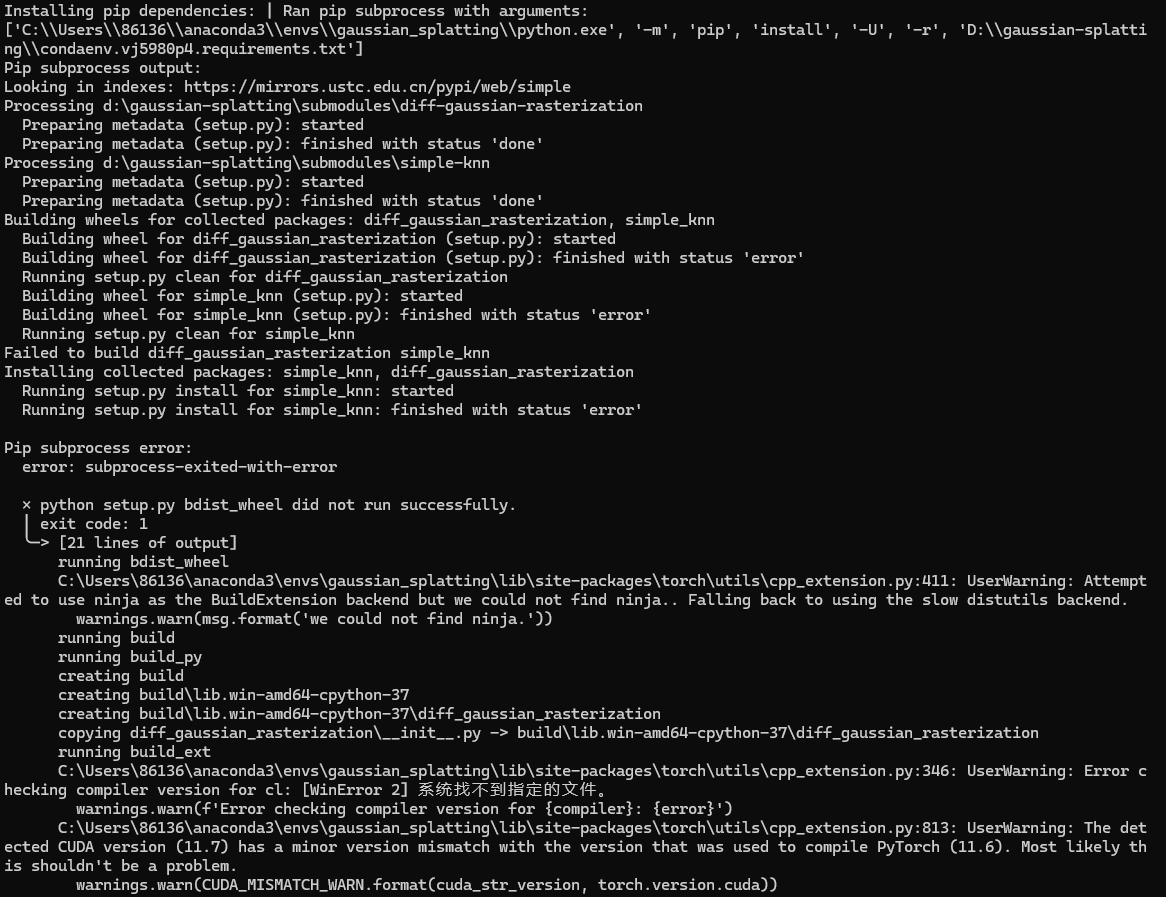 Installing pip dependencies: | Ran pip subprocess with arguments:
['C:\\Users\\86136\\anaconda3\\envs\\gaussian_splatting\\python.exe', '-m', 'pip', 'install', '-U', '-r', 'D:\\gaussian-splatti
ng\\condaenv.vj5980p4.requirements.txt']
Pip subprocess output:
Looking in indexes: https://mirrors.ustc.edu.cn/pypi/web/simple
Processing d:\gaussian-splatting\submodules\diff-gaussian-rasterization
  Preparing metadata (setup.py): started
  Preparing metadata (setup.py): finished with status 'done'
Processing d:\gaussian-splatting\submodules\simple-knn
  Preparing metadata (setup.py): started
  Preparing metadata (setup.py): finished with status 'done'
Building wheels for collected packages: diff_gaussian_rasterization, simple_knn
  Building wheel for diff_gaussian_rasterization (setup.py): started
  Building wheel for diff_gaussian_rasterization (setup.py): finished with status 'error'
  Running setup.py clean for diff_gaussian_rasterization
  Building wheel for simple_knn (setup.py): started
  Building wheel for simple_knn (setup.py): finished with status 'error'
  Running setup.py clean for simple_knn
Failed to build diff_gaussian_rasterization simple_knn
Installing collected packages: simple_knn, diff_gaussian_rasterization
  Running setup.py install for simple_knn: started
  Running setup.py install for simple_knn: finished with status 'error'
Pip subprocess error:
  error: subprocess-exited-with-error
  × python setup.py bdist_wheel did not run successfully.
  │ exit code: 1
  ╰─> [21 lines of output]
      running bdist_wheel
      C:\Users\86136\anaconda3\envs\gaussian_splatting\lib\site-packages\torch\utils\cpp_extension.py:411: UserWarning: Attempt
ed to use ninja as the BuildExtension backend but we could not find ninja.. Falling back to using the slow distutils backend.
        warnings.warn(msg.format('we could not find ninja.'))
      running build
      running build_py
      creating build
      creating build\lib.win-amd64-cpython-37
      creating build\lib.win-amd64-cpython-37\diff_gaussian_rasterization
      copying diff_gaussian_rasterization\__init__.py -> build\lib.win-amd64-cpython-37\diff_gaussian_rasterization
      running build_ext
      C:\Users\86136\anaconda3\envs\gaussian_splatting\lib\site-packages\torch\utils\cpp_extension.py:346: UserWarning: Error c
hecking compiler version for cl: [WinError 2] 系统找不到指定的文件。
        warnings.warn(f'Error checking compiler version for {compiler}: {error}')
      C:\Users\86136\anaconda3\envs\gaussian_splatting\lib\site-packages\torch\utils\cpp_extension.py:813: UserWarning: The det
ected CUDA version (11.7) has a minor version mismatch with the version that was used to compile PyTorch (11.6). Most likely th
is shouldn't be a problem.
        warnings.warn(CUDA_MISMATCH_WARN.format(cuda_str_version, torch.version.cuda))